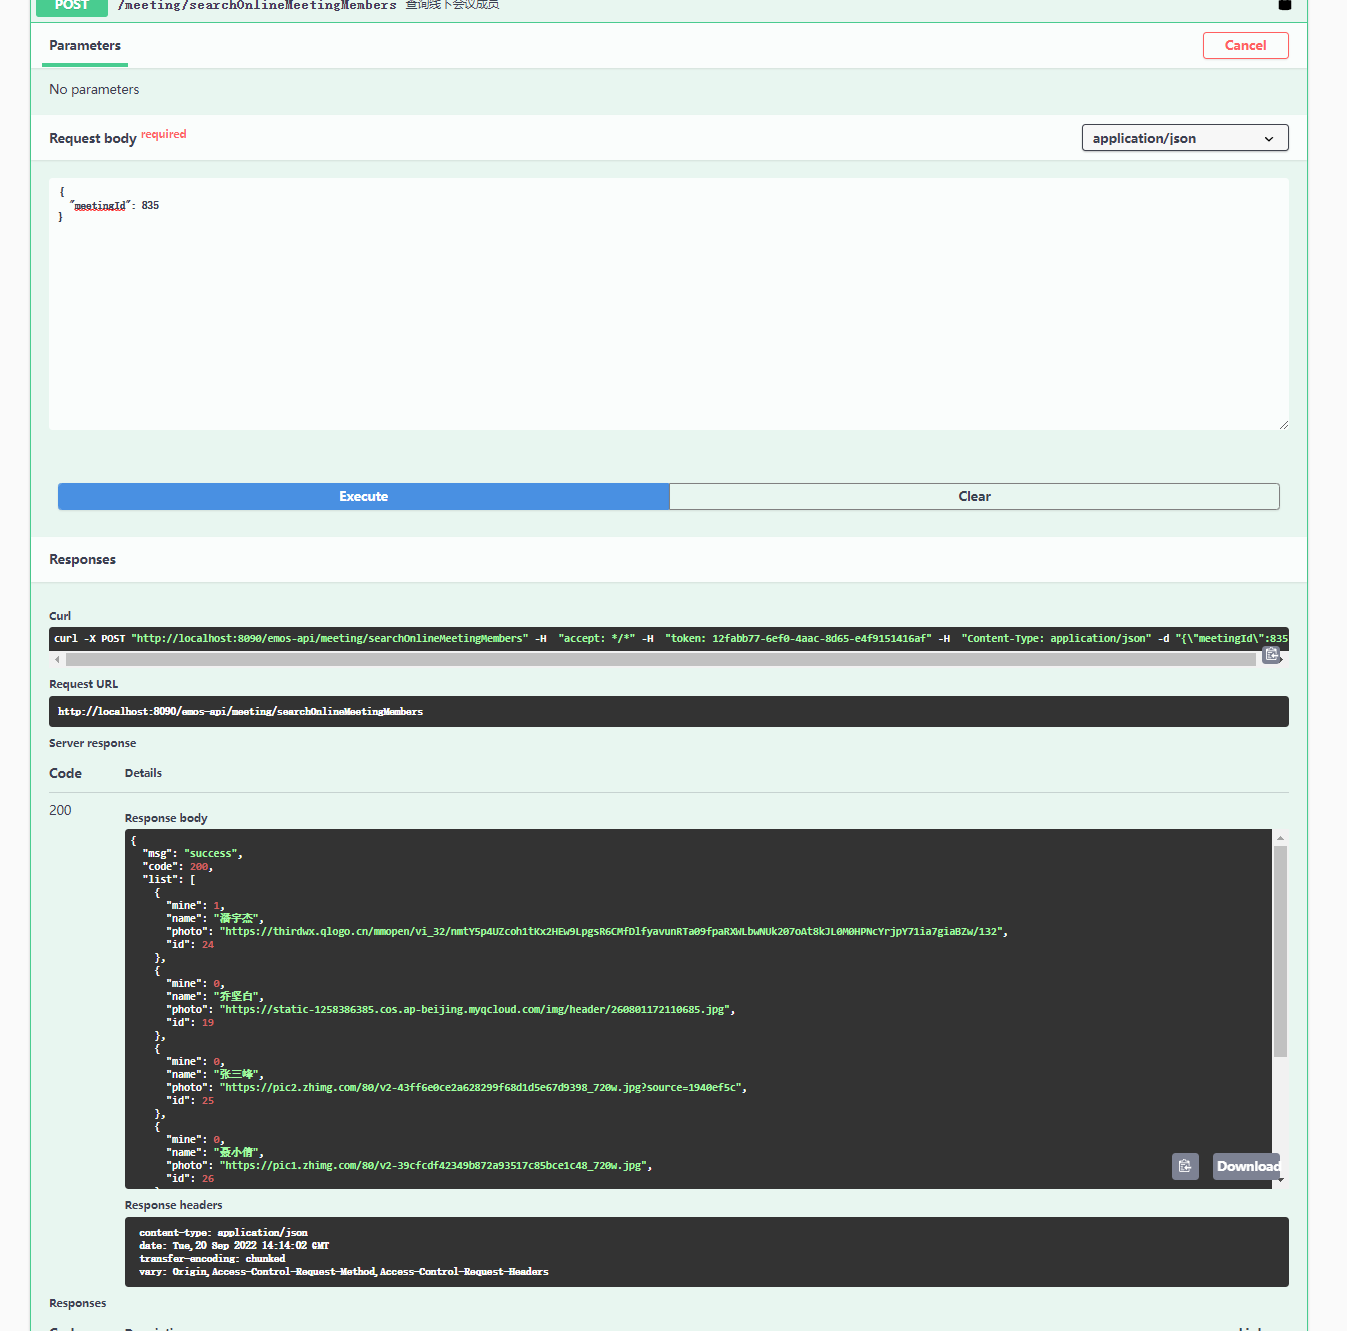 POST /meeting/searchOnlineMeetingMembers 查询线下会议成员
Parameters
Cancel
No parameters
Request body required
application/json
{
"meetingId": 835
}
Execute
Clear
Responses
Curl
curl -X POST "http://localhost:8090/emos-api/meeting/searchOnlineMeetingMembers" -H  "accept: */*" -H  "token: 12fabb77-6ef0-4aac-8d65-e4f9151416af" -H  "Content-Type: application/json" -d "{\"meetingId\":835
Request URL
http://localhost:8090/emos-api/meeting/searchOnlineMeetingMembers
Server response
Code Details
200
Response body
{
"msg": "success",
"code": 200,
"list": [
{
"mine": 1,
"name": "潘宇杰",
"photo": "https://thirdwx.qlogo.cn/mmopen/vi_32/nmtY5p4UZcoh1tKx2HEw9LpgsR6CMfDlfyavunRTa09fpaRXWLbwNUk207oAt8kJL0M0HPNcYrjpY71ia7giaBZw/132",
"id": 24
},
{
"mine": 0,
"name": "乔坚白",
"photo": "https://static-1258386385.cos.ap-beijing.myqcloud.com/img/header/260801172110685.jpg",
"id": 19
},
{
"mine": 0,
"name": "张三峰",
"photo": "https://pic2.zhimg.com/80/v2-43ff6e0ce2a628299f68d1d5e67d9398_720w.jpg?source=1940ef5c",
"id": 25
},
{
"mine": 0,
"name": "聂小倩",
"photo": "https://pic1.zhimg.com/80/v2-39cfcdf42349b872a93517c85bce1c48_720w.jpg",
"id": 26
Download
Response headers
content-type: application/json
date: Tue,20 Sep 2022 14:14:02 GMT
transfer-encoding: chunked
vary: Origin,Access-Control-Request-Method,Access-Control-Request-Headers
Responses